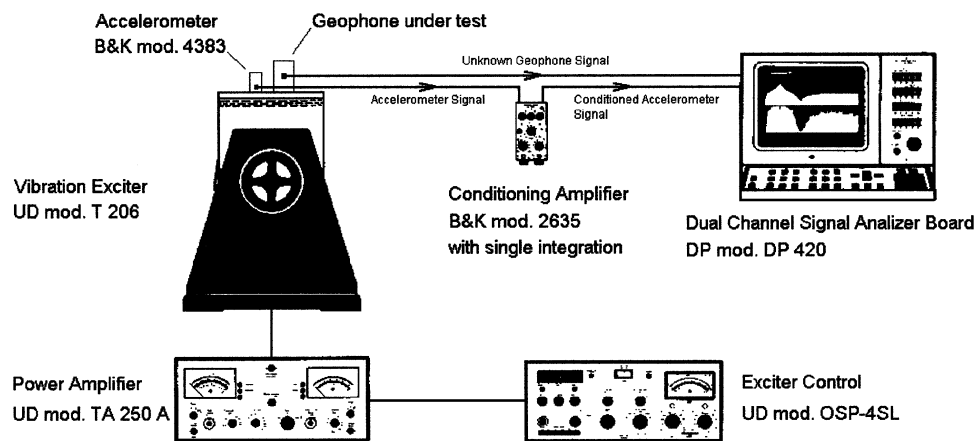 Accelerometer
B&K mod. 4383
Geophone under test
Unknown Geophone Signal
Accelerometer Signal
Conditioned Accelerometer
Signal
Vibration Exciter
UD mod. T 206
Conditioning Amplifier
B&K mod. 2635
with single integration
Dual Channel Signal Analizer Board
DP mod. DP 420
Power Amplifier
UD mod. TA 250 A
Exciter Control
UD mod. OSP-4SL